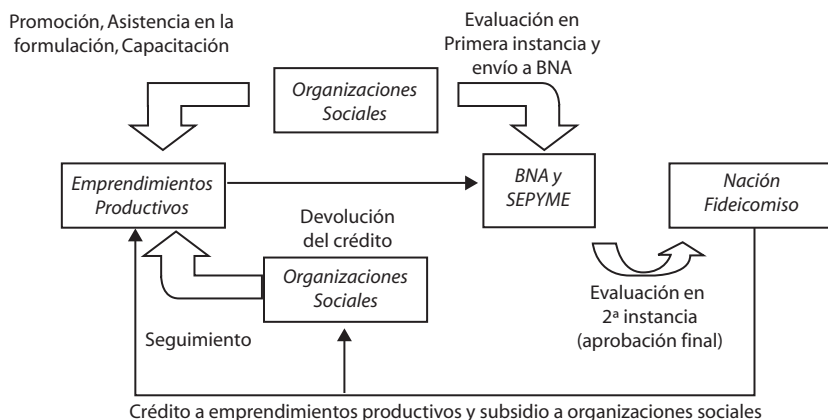 Promoción, Asistencia en la
formulación, Capacitación
Evaluación en
Primera instancia y
envío a BNA
Organizaciones
Sociales
Emprendimientos
Productivos
BNA y
SEPYME
Nación
Fideicomiso
Devolución
del crédito
Organizaciones
Sociales
Evaluación en
2ª instancia
(aprobación final)
Seguimiento
Crédito a emprendimientos productivos y subsidio a organizaciones sociales